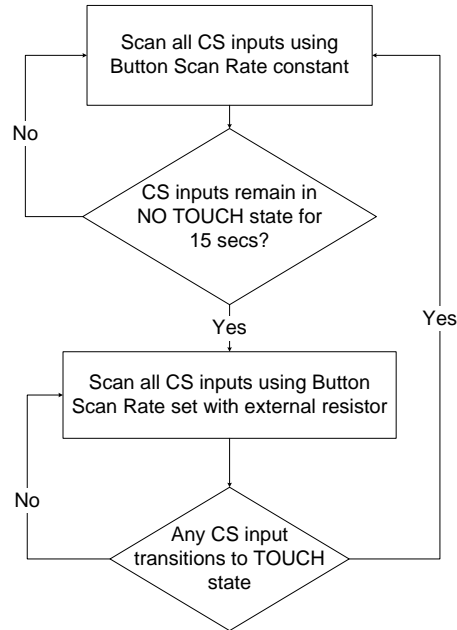 Scan all CS inputs using
Button Scan Rate constant
No
CS inputs remain in
NO TOUCH state for
15 secs?
Yes
Yes
Scan all CS inputs using Button
Scan Rate set with external resistor
No
Any CS input
transitions to TOUCH
state